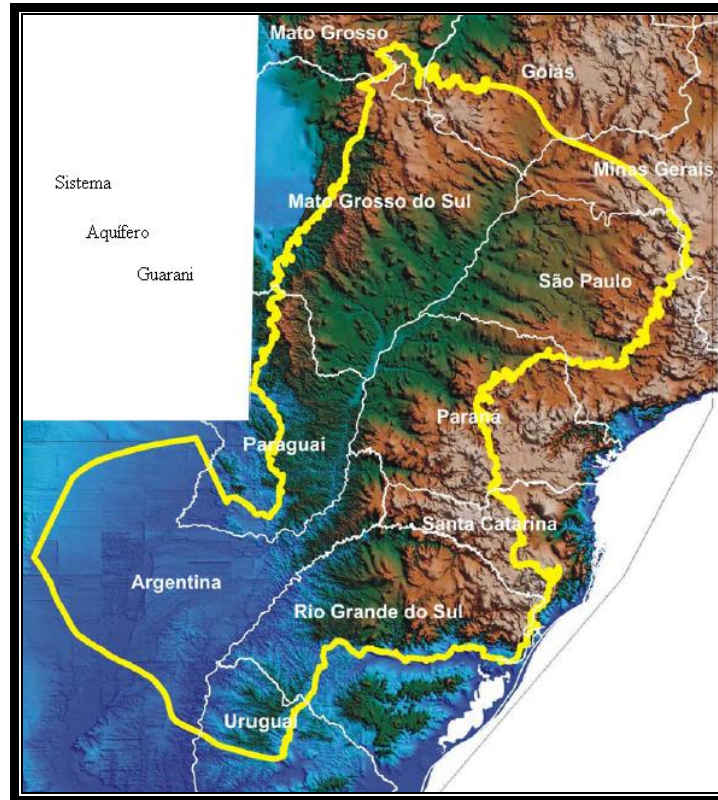 Mato Grosso
Goiás
Minas Gerais
Sistema
Mato Grosso do Sul
Aquífero
Guarani
São Paulo
Paraná
Paraguai
Santa Catarina
Argentina
Rio Grande do Sul
Uruguai